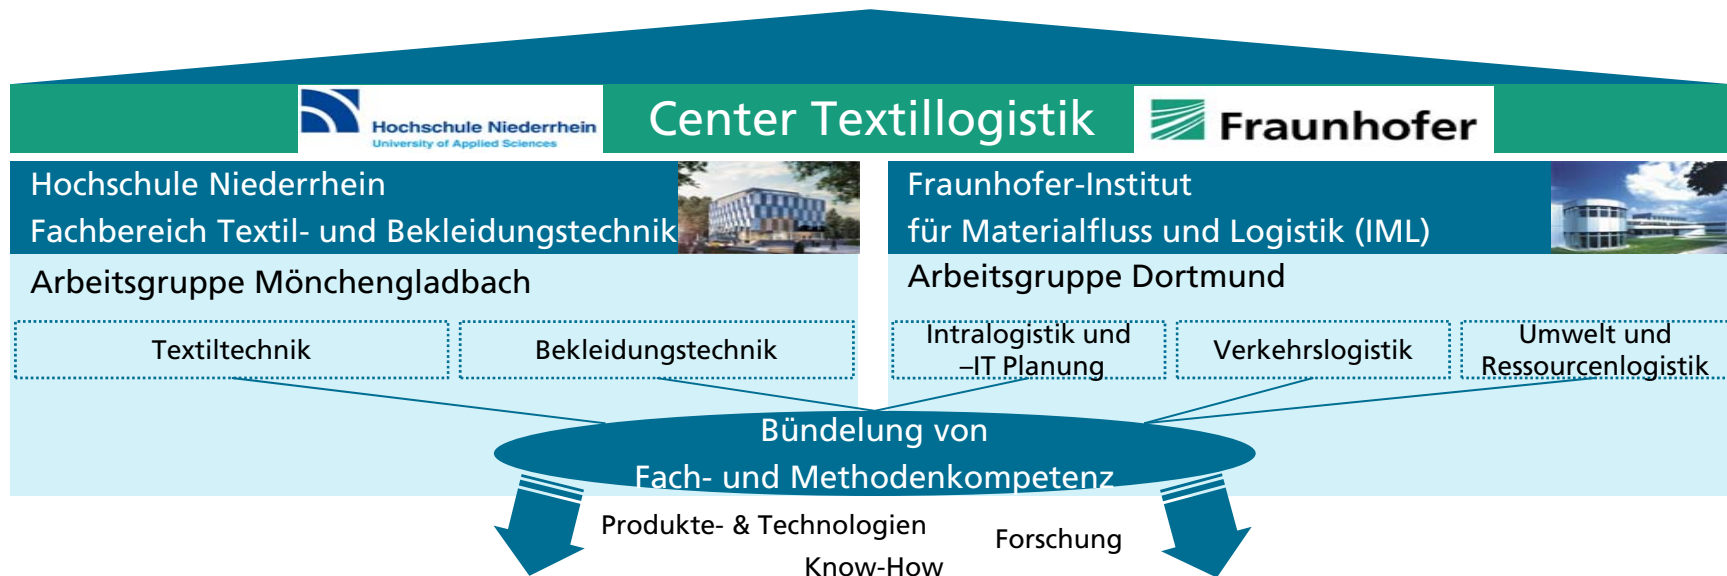 Hochschule Niederrhein
University of Applied Sciences
Center Textillogistik
Fraunhofer
Hochschule Niederrhein
Fachbereich Textil- und Bekleidungstechnik
Fraunhofer-Institut
für Materialfluss und Logistik (IML)
Arbeitsgruppe Mönchengladbach
Arbeitsgruppe Dortmund
Textiltechnik
Bekleidungstechnik
Intralogistik und
–IT Planung
Verkehrslogistik
Umwelt und
Ressourcenlogistik
Bündelung von
Fach- und Methodenkompetenz
Produkte- & Technologien
Forschung
Know-How